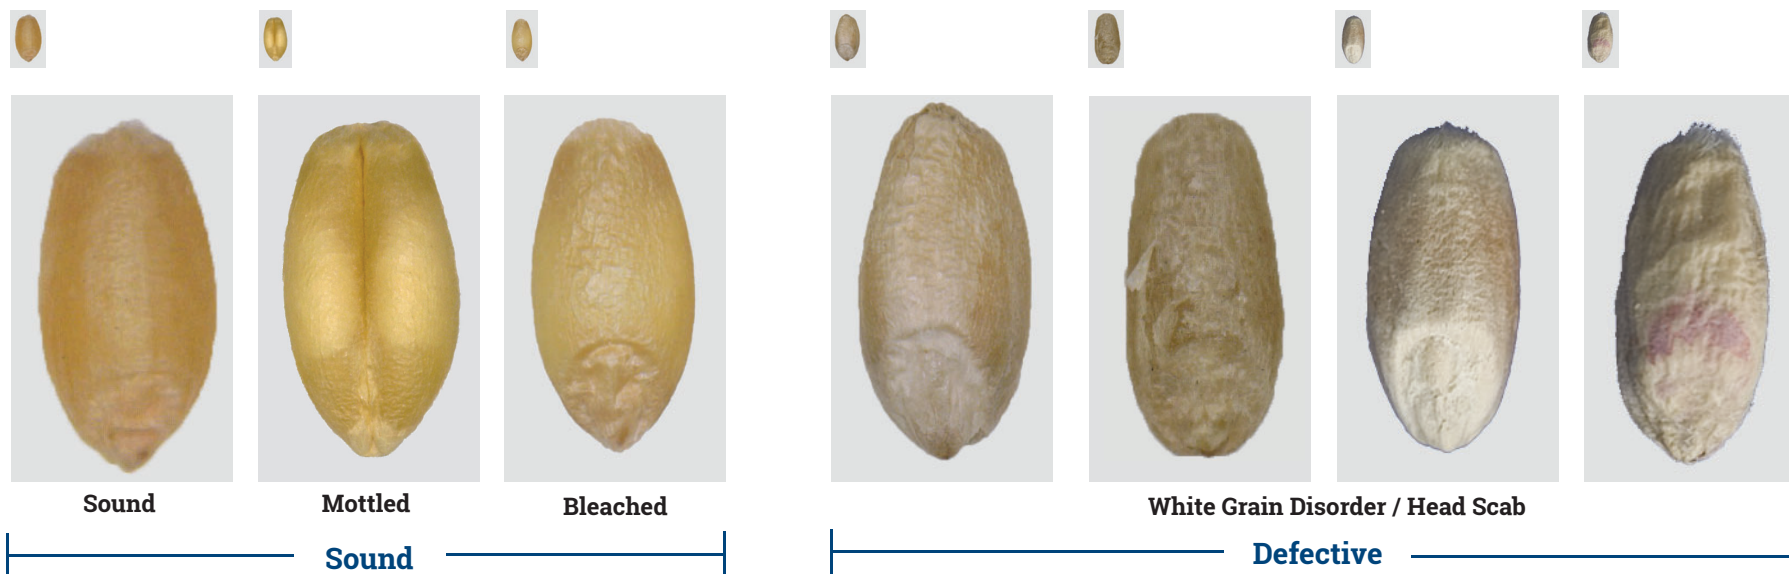 Sound
Mottled
Bleached
White Grain Disorder / Head Scab
Sound
Defective